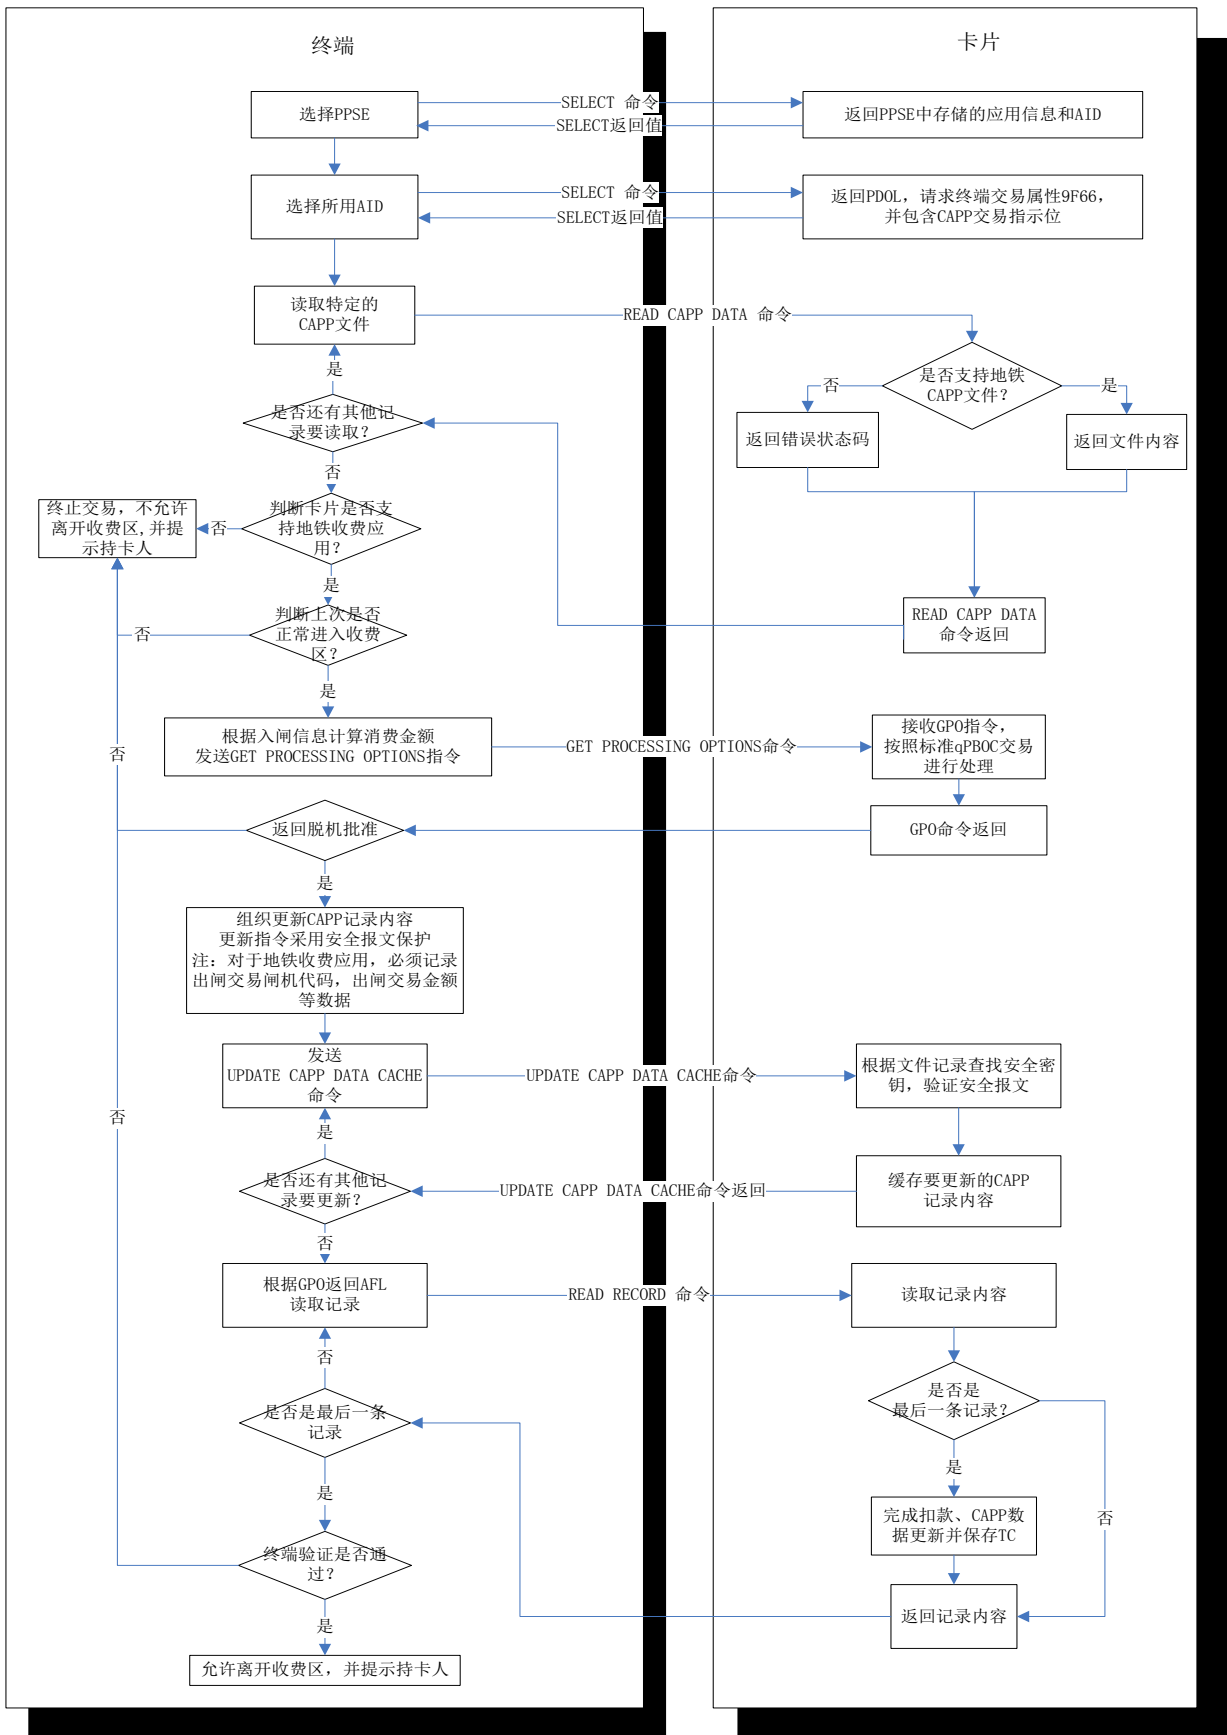 终端
卡片
选择PPSE
SELECT 命令
SELECT返回值
返回PPSE中存储的应用信息和AID
选择所用AID
SELECT 命令
SELECT返回值
返回PDOL，请求终端交易属性9F66，
并包含CAPP交易指示位
读取特定的
CAPP文件
READ CAPP DATA 命令
是否支持地铁
CAPP文件？
否
是
返回错误状态码
返回文件内容
是
是否还有其他记
录要读取？
否
判断卡片是否支
持地铁收费应
用？
否
终止交易，不允许
离开收费区,并提
示持卡人
是
READ CAPP DATA
命令返回
判断上次是否
正常进入收费
区？
否
是
根据入闸信息计算消费金额
发送GET PROCESSING OPTIONS指令
GET PROCESSING OPTIONS命令
接收GPO指令，
按照标准qPBOC交易
进行处理
否
返回脱机批准
GPO命令返回
是
组织更新CAPP记录内容
更新指令采用安全报文保护
注：对于地铁收费应用，必须记录
出闸交易闸机代码，出闸交易金额
等数据
发送
UPDATE CAPP DATA CACHE
命令
UPDATE CAPP DATA CACHE命令
根据文件记录查找安全密
钥，验证安全报文
否
是
是否还有其他记
录要更新？
UPDATE CAPP DATA CACHE命令返回
缓存要更新的CAPP
记录内容
否
根据GPO返回AFL
读取记录
READ RECORD 命令
读取记录内容
否
是否是最后一条
记录
是否是
最后一条记录？
是
是
完成扣款、CAPP数
据更新并保存TC
否
终端验证是否通
过？
返回记录内容
是
允许离开收费区，并提示持卡人